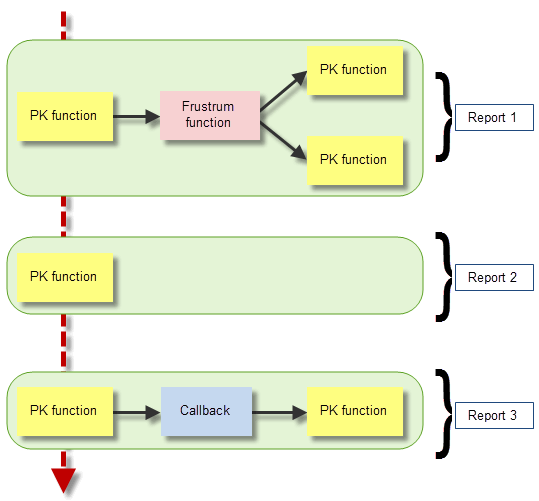 PK function
PK function
Frustrum
function
PK function
Report 1
PK function
Report 2
PK function
Callback
PK function
Report 3